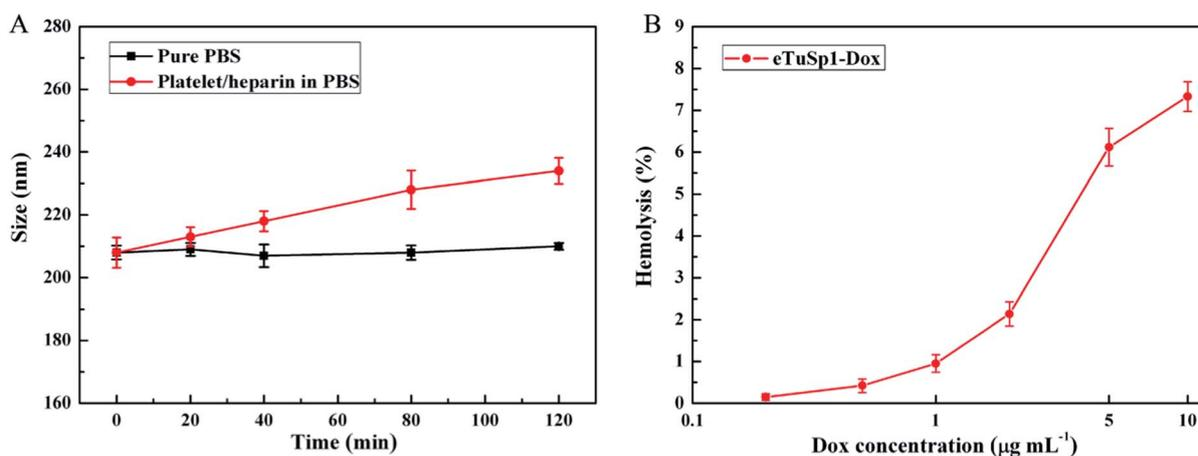 A
280
260
240
220
200
180
160
Size (nm)
Pure PBS
Platelet/heparin in PBS
0 20 40 60 80 100 120
Time (min)
B
9
8
7
6
5
4
3
2
1
0
Hemolysis (%)
eTuSp1-Dox
0.1 1 5 10
Dox concentration (μg mL⁻¹)